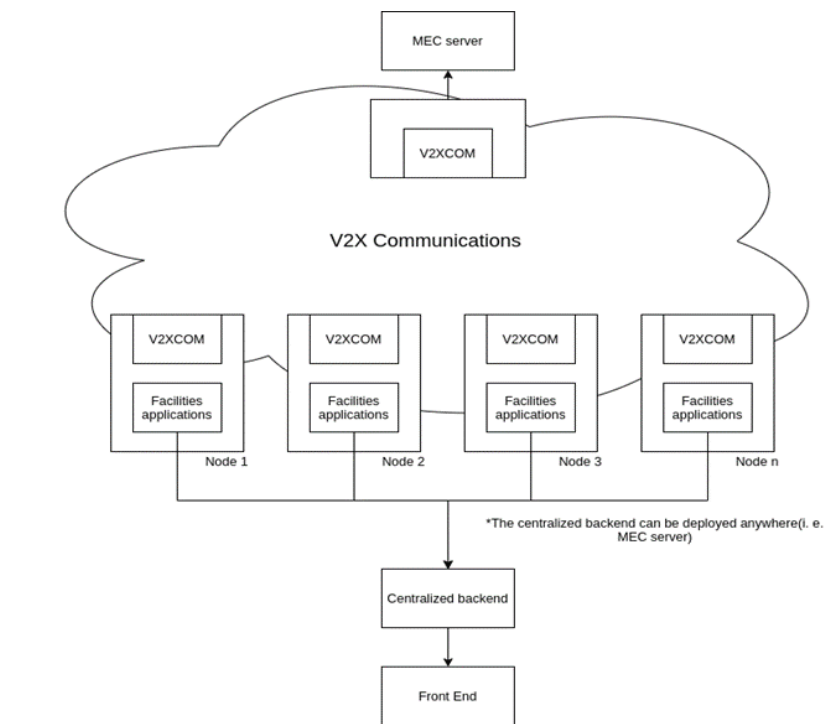 MEC server
V2XCOM
V2X Communications
V2XCOM
V2XCOM
V2XCOM
V2XCOM
Facilities
applications
Facilities
applications
Facilities
applications
Facilities
applications
Node 1
Node 2
Node 3
Node n
*The centralized backend can be deployed anywhere(i. e.
MEC server)
Centralized backend
Front End